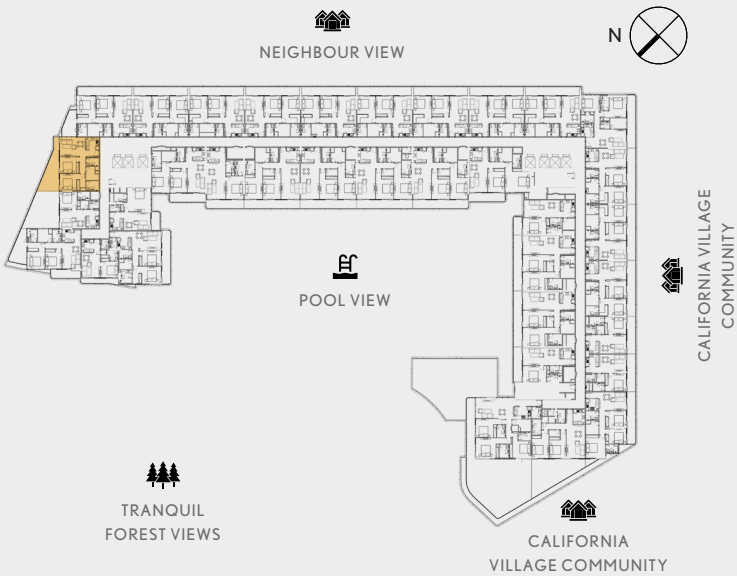 N
NEIGHBOUR VIEW
CALIFORNIA VILLAGE
COMMUNITY
POOL VIEW
TRANQUIL
FOREST VIEWS
CALIFORNIA
VILLAGE COMMUNITY